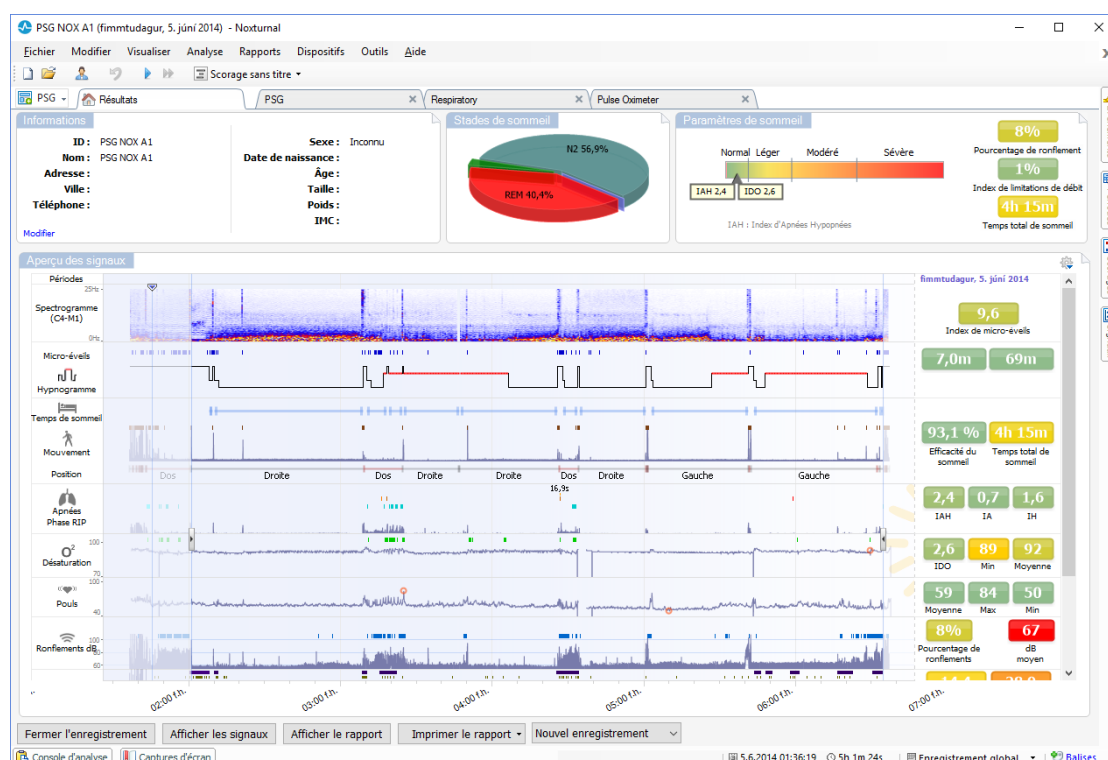 PSG NOX A1 (fimmtudagur, 5. júní 2014) - Noxturnal
Fichier Modifier Visualiser Analyse Rapports Dispositifs Outils Aide
Scorage sans titre
PSG Résultats PSG Respiratory Pulse Oximeter
Informations
ID : PSG NOX A1
Nom : PSG NOX A1
Adresse :
Ville :
Téléphone :
Sexe : Inconnu
Date de naissance :
Âge :
Taille :
Poids :
IMC :
Modifier
Stades de sommeil
N2 56,9%
REM 40,4%
Paramètres de sommeil
Normal Léger Modéré Sévère
IAH 2,4 IDO 2,6
IAH : Index d'Apnées Hypopnées
8%
Pourcentage de ronflement
1%
Index de limitations de débit
4h 15m
Temps total de sommeil
Aperçu des signaux
Périodes
fimmtudagur, 5. júní 2014
25Hz
Spectrogramme
(C4-M1)
0Hz
9,6
Index de micro-éveils
Micro-éveils
Hypnogramme
7,0m 69m
Temps de sommeil
Mouvement
93,1 % 4h 15m
Efficacité du sommeil
Temps total de sommeil
Position
Dos Droite Dos Droite Droite Dos Droite Gauche Gauche
16,9s
Apnées
Phase RIP
2,4 0,7 1,6
IAH IA IH
100
O2
Désaturation
70
2,6 89 92
IDO Min Moyenne
100
Pouls
40
59 84 50
Moyenne Max Min
Ronflements dB
100
80
60
8% 67
Pourcentage de ronflements
dB moyen
02:00 f.h. 03:00 f.h. 04:00 f.h. 05:00 f.h. 06:00 f.h. 07:00 f.h.
Fermer l'enregistrement Afficher les signaux Afficher le rapport Imprimer le rapport Nouvel enregistrement
Console d'analyse Captures d'écran 5.6.2014 01:36:19 5h 1m 24s Enregistrement global Balises